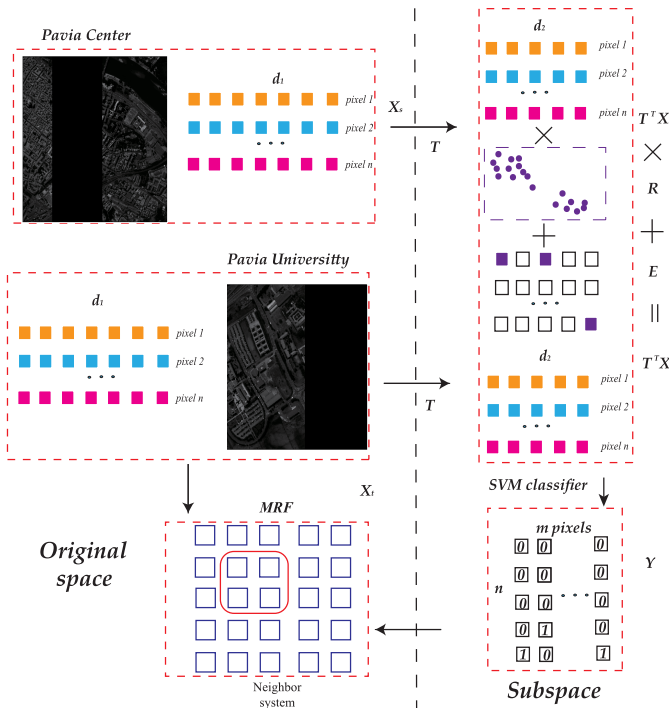 Pavia Center
d1
pixel 1
pixel 2
pixel n
Xs
T
d2
pixel 1
pixel 2
pixel n
TᵀX
R
E
Pavia Universitty
d1
pixel 1
pixel 2
pixel n
T
d2
pixel 1
pixel 2
pixel n
TᵀX
Xt
MRF
Original
space
Neighbor
system
SVM classifier
m pixels
n
0 0 0
0 0 0
0 0 0
0 1 0
1 0 1
Y
Subspace